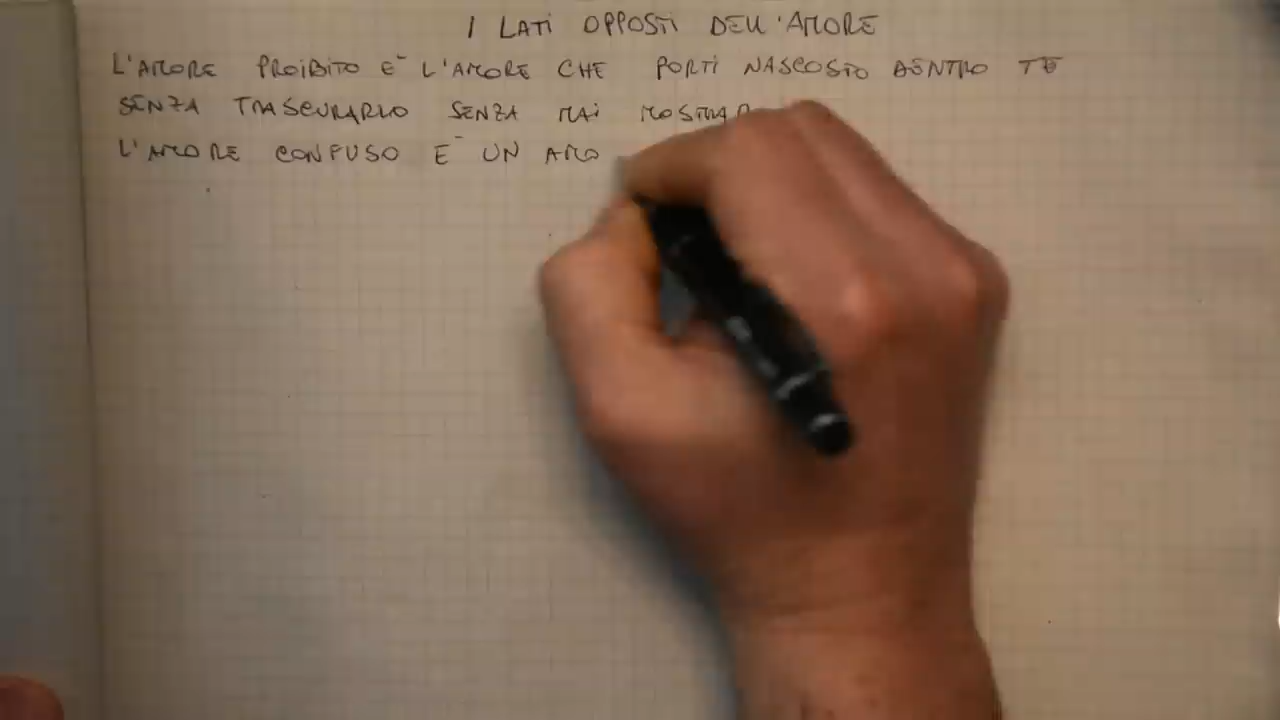 I LATI OPPOSTI DELL'AMORE
L'AMORE PROIBITO E' L'AMORE CHE PORTI NASCOSTO DENTRO TE
SENZA TRASCURARLO SENZA MAI
L'AMORE CONFUSO E' UN AMO